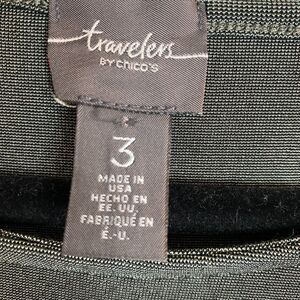 travelers
BY CHICO'S
3
MADE IN
USA
HECHO EN
EE. UU.
FABRIQUÉ EN
É.-U.